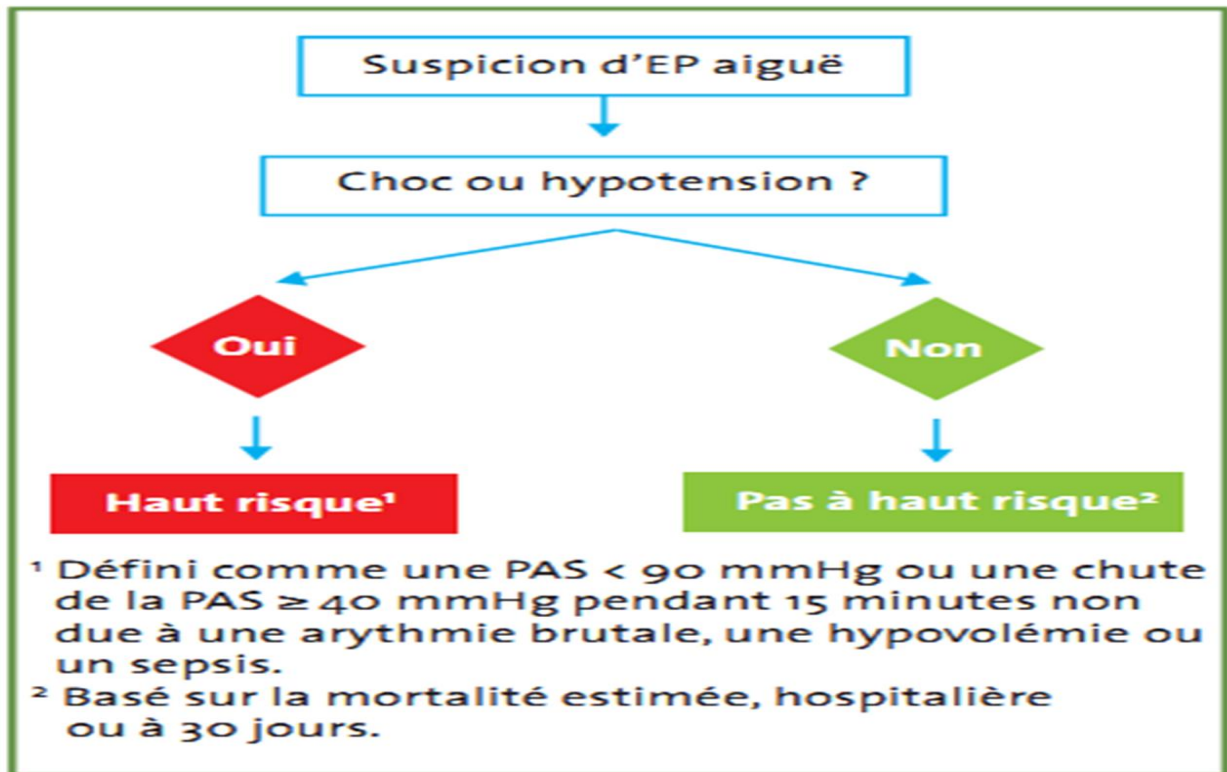 Suspicion d’EP aiguë
Choc ou hypotension ?
Oui
Non
Haut risque¹
Pas à haut risque²
¹ Défini comme une PAS < 90 mmHg ou une chute
de la PAS ≥ 40 mmHg pendant 15 minutes non
due à une arythmie brutale, une hypovolémie ou
un sepsis.
² Basé sur la mortalité estimée, hospitalière
ou à 30 jours.